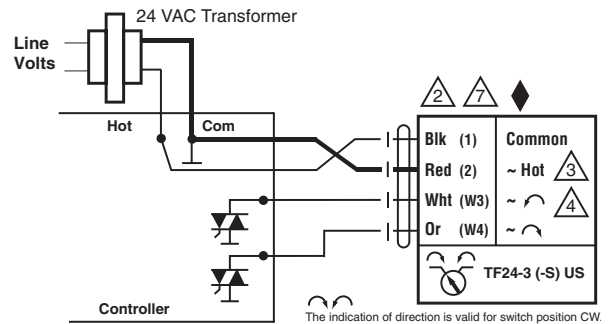 24 VAC Transformer
Line
Volts
Hot
Com
2
7
Blk (1)
Common
Red (2)
~ Hot
3
Wht (W3)
~
4
Or (W4)
~
TF24-3 (-S) US
Controller
The indication of direction is valid for switch position CW.